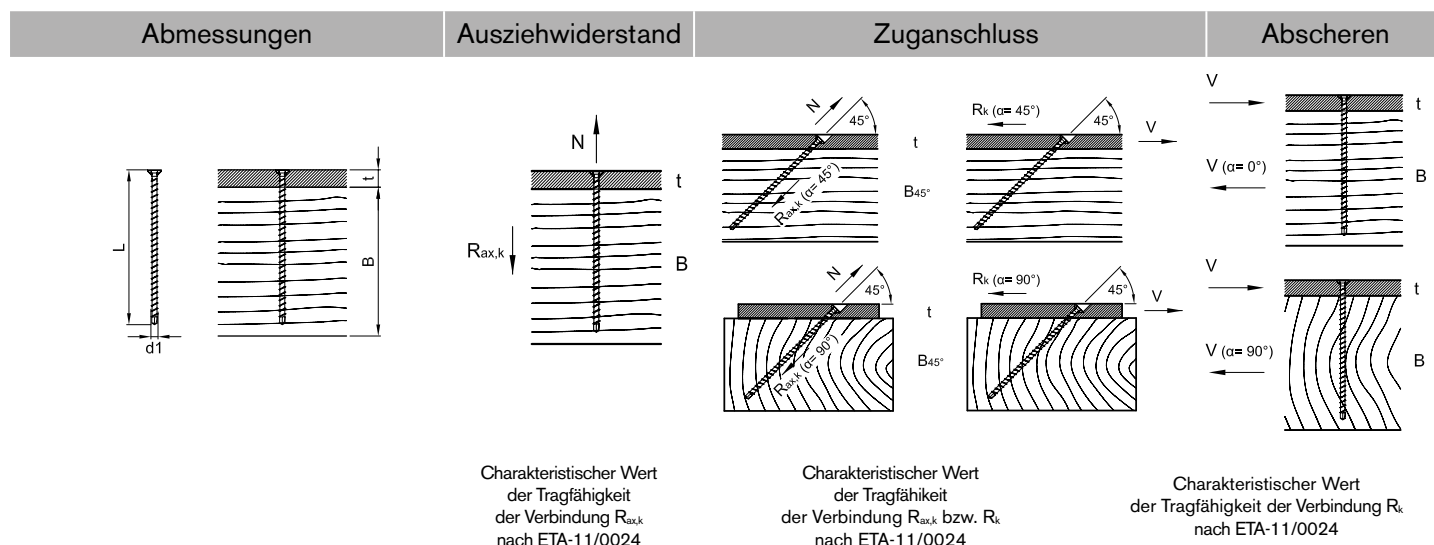 Abmessungen
Ausziehwiderstand
Zuganschluss
Abscheren
L
d1
t
B
N
Rax,k
t
B
N
45°
Rax,k (α= 45°)
t
B45°
Rk (α= 45°)
45°
V
N
45°
Rax,k (α= 90°)
t
B45°
Rk (α= 90°)
45°
V
V
t
V (α= 0°)
B
V
t
V (α= 90°)
B
Charakteristischer Wert
der Tragfähigkeit
der Verbindung Rax,k
nach ETA-11/0024
Charakteristischer Wert
der Tragfähikeit
der Verbindung Rax,k bzw. Rk
nach ETA-11/0024
Charakteristischer Wert
der Tragfähigkeit der Verbindung Rk
nach ETA-11/0024